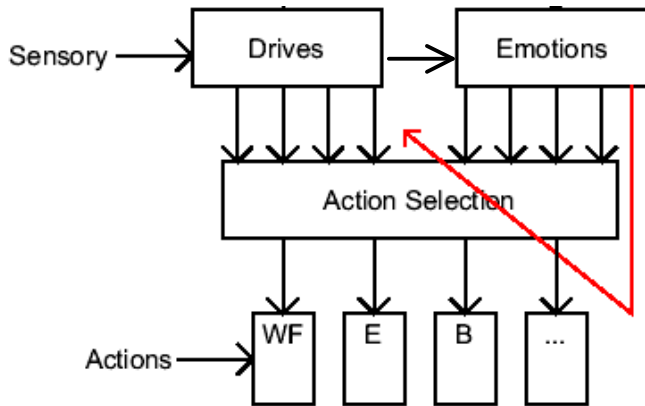 Drives
Emotions
Sensory
Action Selection
WF
E
B
...
Actions